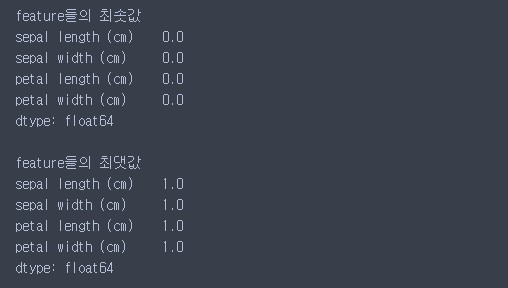 feature들의 최솟값
sepal length (cm)    0.0
sepal width (cm)     0.0
petal length (cm)    0.0
petal width (cm)     0.0
dtype: float64

feature들의 최댓값
sepal length (cm)    1.0
sepal width (cm)     1.0
petal length (cm)    1.0
petal width (cm)     1.0
dtype: float64